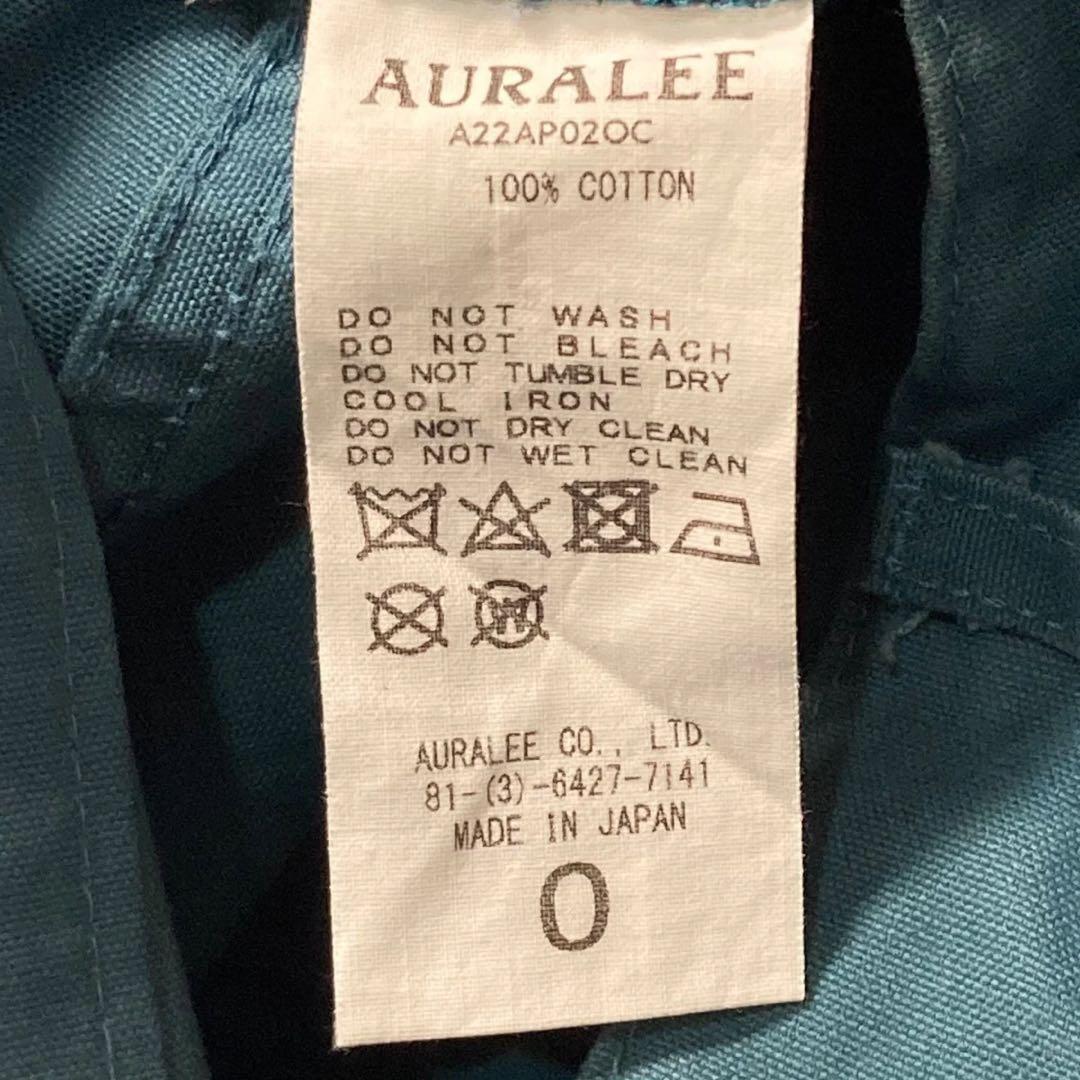 AURALEE
A22AP02OC
100% COTTON
DO NOT WASH
DO NOT BLEACH
DO NOT TUMBLE DRY
COOL IRON
DO NOT DRY CLEAN
DO NOT WET CLEAN
W
AURALEE CO., LTD.
81-(3)-6427-7141
MADE IN JAPAN
0